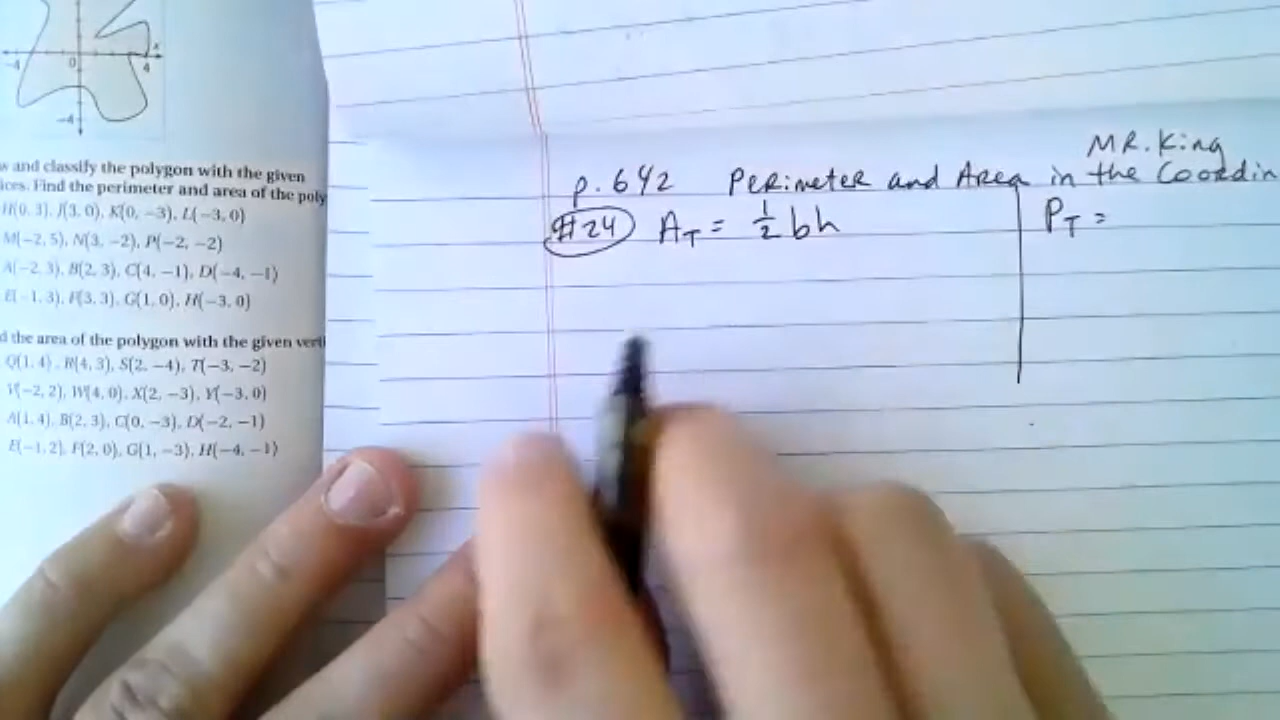 -4 0 4
-4
and classify the polygon with the given
Find the perimeter and area of the poly
H(0, 3), J(3, 0), K(0, −3), L(−3, 0)
M(−2, 5), N(3, −2), P(−2, −2)
A(−2, 3), B(2, 3), C(4, −1), D(−4, −1)
E(−1, 3), F(3, 3), G(1, 0), H(−3, 0)
the area of the polygon with the given verti
Q(1, 4), R(4, 3), S(2, −4), T(−3, −2)
V(−2, 2), W(4, 0), X(2, −3), Y(−3, 0)
A(1, 4), B(2, 3), C(0, −3), D(−2, −1)
E(−1, 2), F(2, 0), G(1, −3), H(−4, −1)
MR. King
p. 642 Perimeter and Area in the Coordin
#24 A_T = 1/2 bh
P_T =